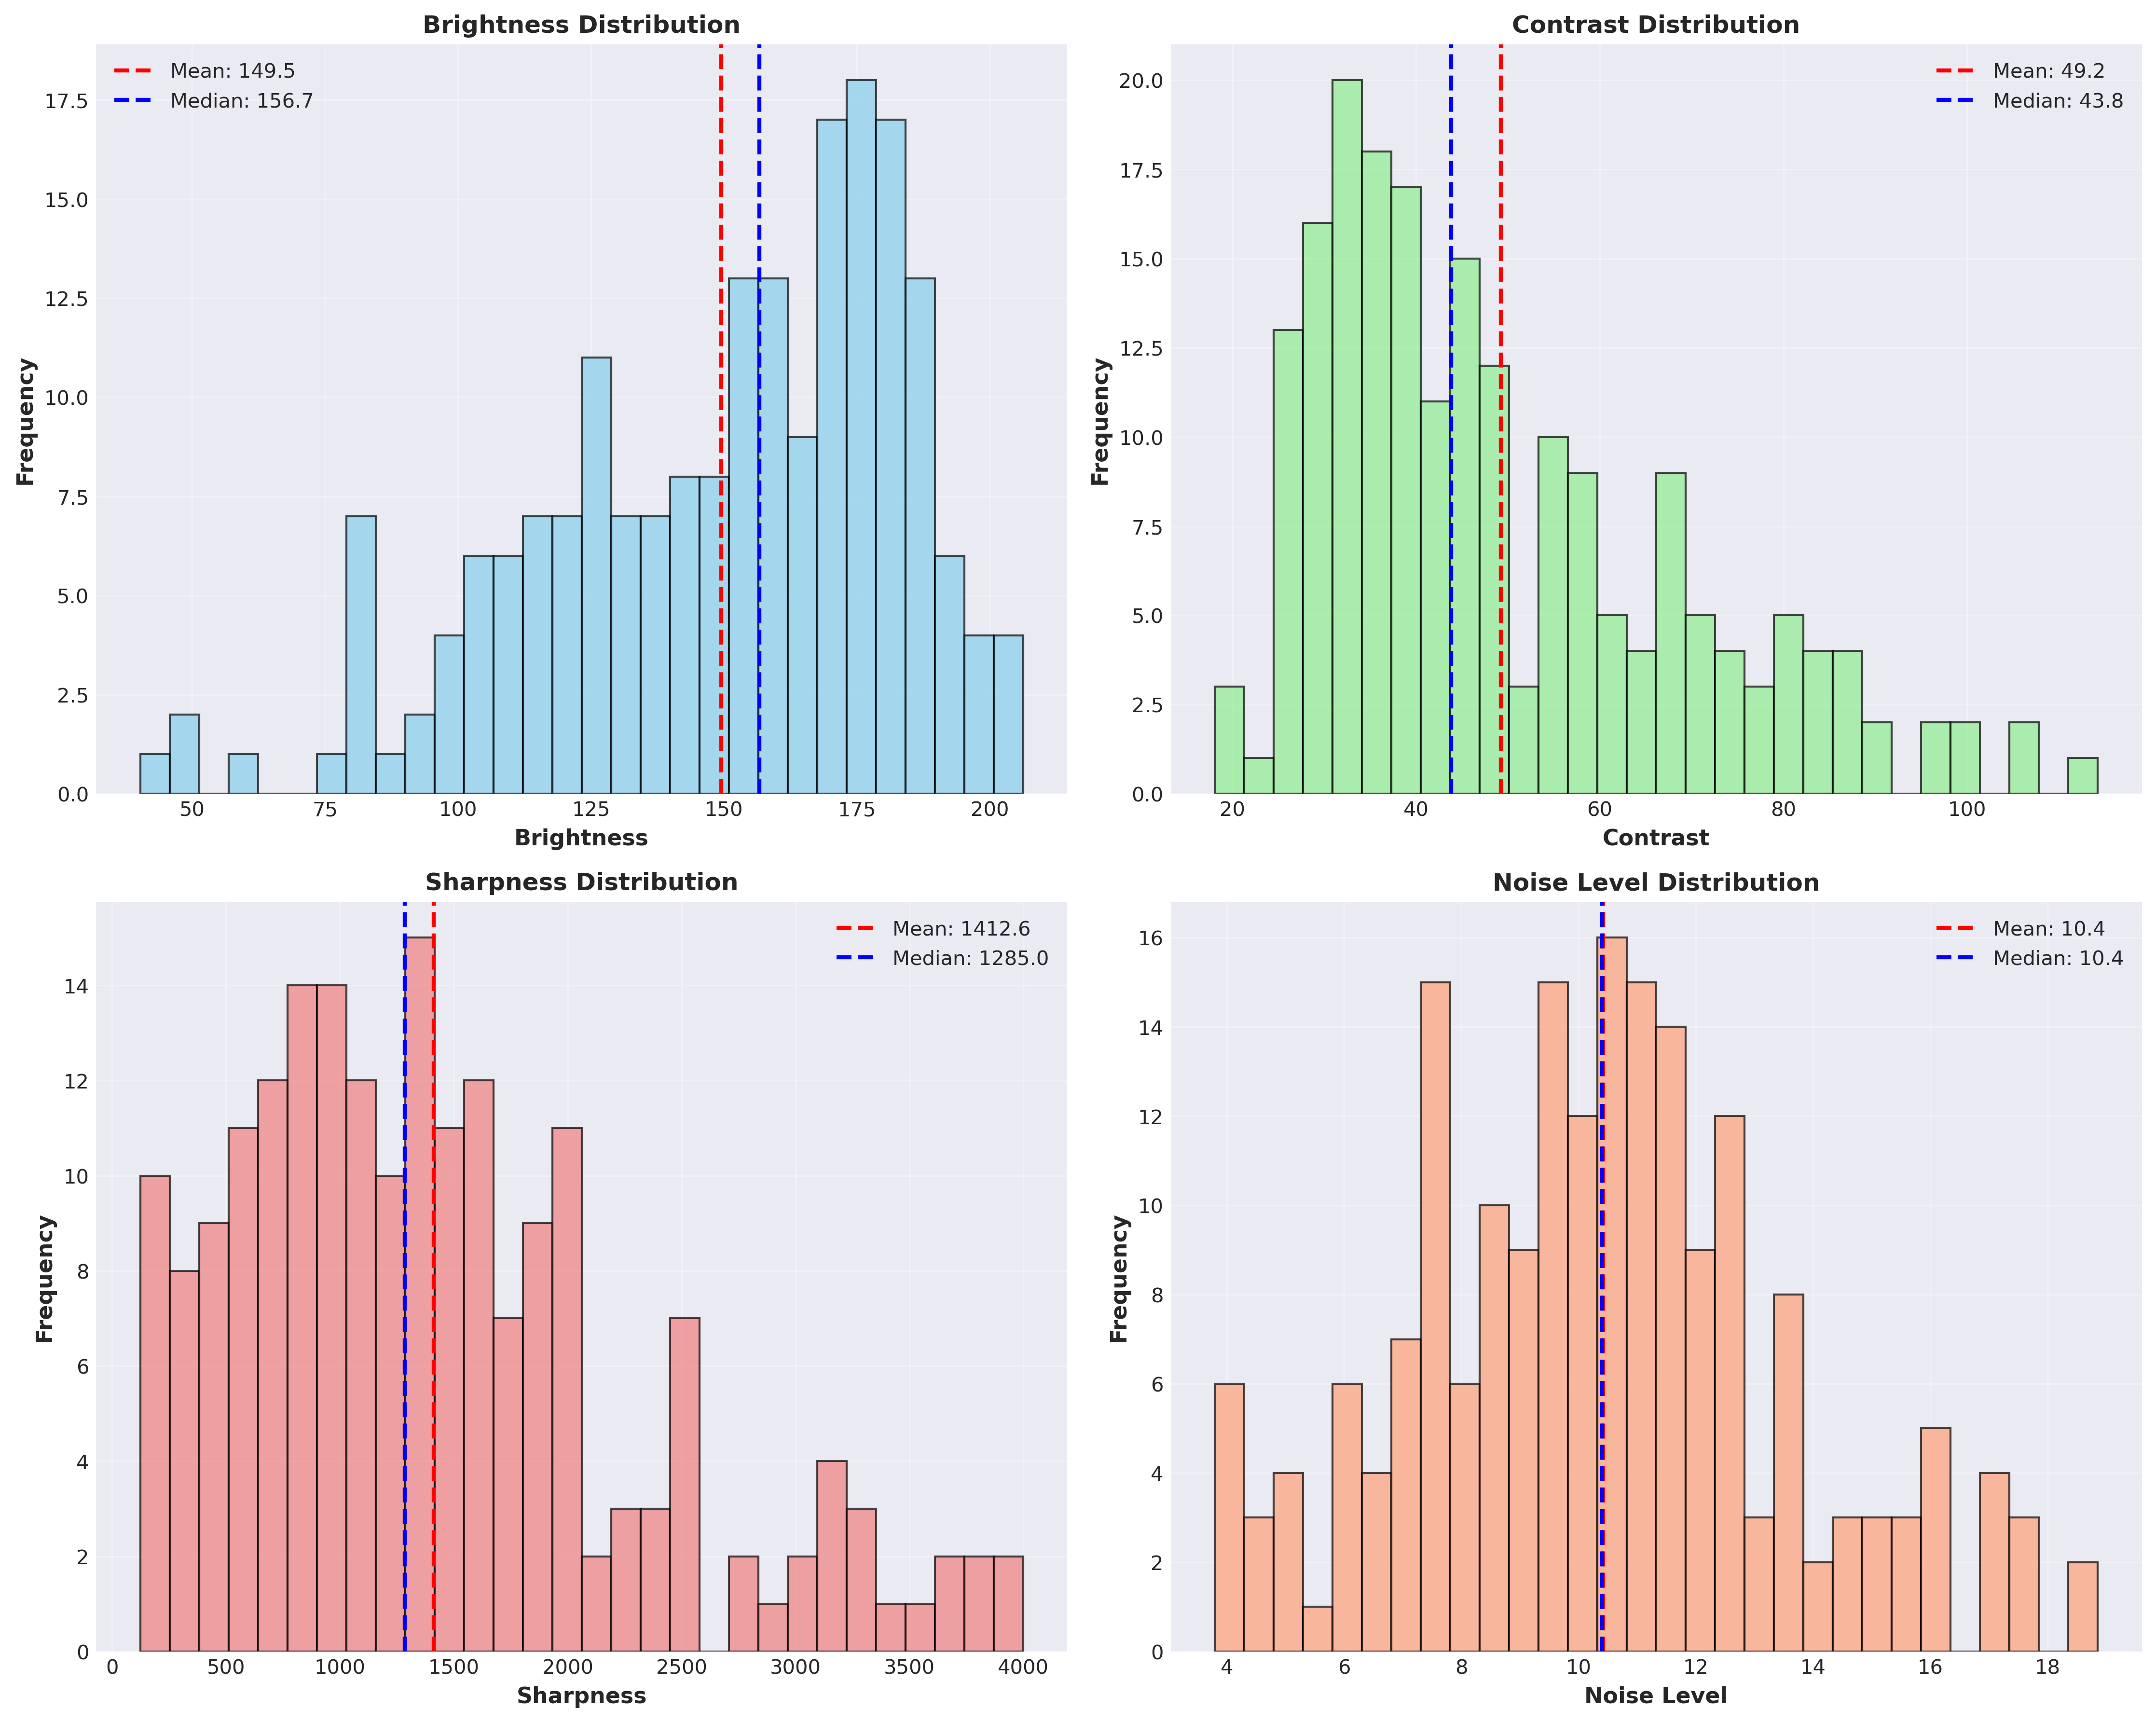 Brightness Distribution
Mean: 149.5
Median: 156.7
17.5
15.0
12.5
10.0
7.5
5.0
2.5
0.0
Frequency
50 75 100 125 150 175 200
Brightness
Contrast Distribution
Mean: 49.2
Median: 43.8
20.0
17.5
15.0
12.5
10.0
7.5
5.0
2.5
0.0
Frequency
20 40 60 80 100
Contrast
Sharpness Distribution
Mean: 1412.6
Median: 1285.0
14
12
10
8
6
4
2
0
Frequency
0 500 1000 1500 2000 2500 3000 3500 4000
Sharpness
Noise Level Distribution
Mean: 10.4
Median: 10.4
16
14
12
10
8
6
4
2
0
Frequency
4 6 8 10 12 14 16 18
Noise Level